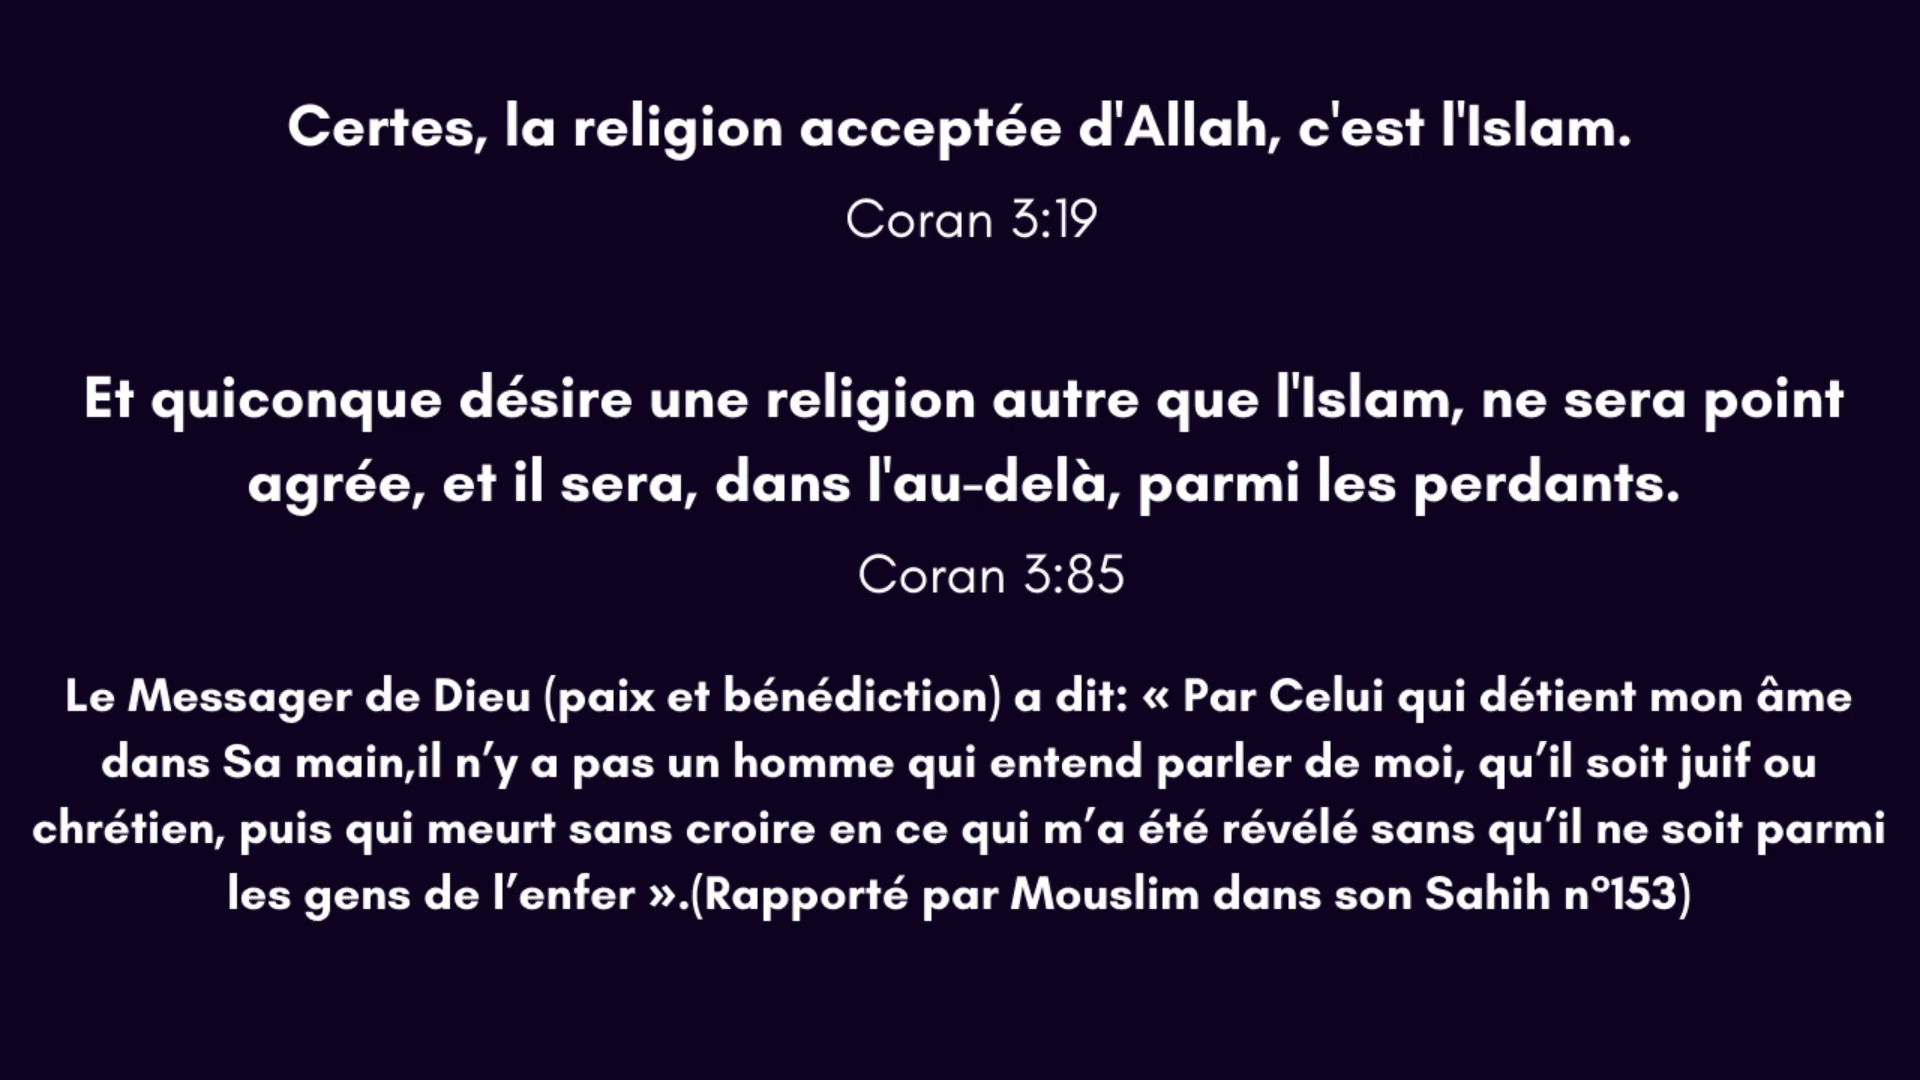 Certes, la religion acceptée d'Allah, c'est l'Islam.
Coran 3:19
Et quiconque désire une religion autre que l'Islam, ne sera point
agrée, et il sera, dans l'au-delà, parmi les perdants.
Coran 3:85
Le Messager de Dieu (paix et bénédiction) a dit: « Par Celui qui détient mon âme
dans Sa main,il n’y a pas un homme qui entend parler de moi, qu’il soit juif ou
chrétien, puis qui meurt sans croire en ce qui m’a été révélé sans qu’il ne soit parmi
les gens de l’enfer ».(Rapporté par Mouslim dans son Sahih n°153)